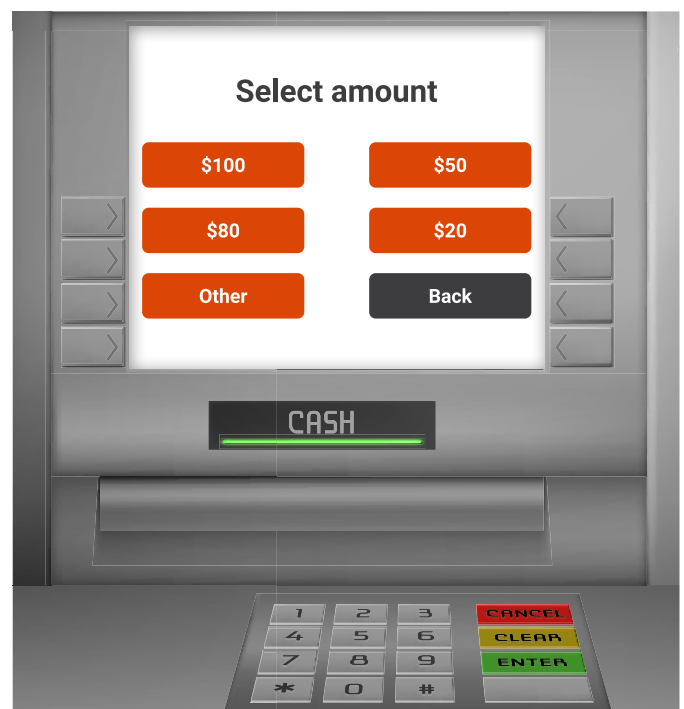 Select amount
$100 $50
$80 $20
Other Back
CASH
1 2 3 CANCEL
4 5 6 CLEAR
7 8 9 ENTER
* 0 #